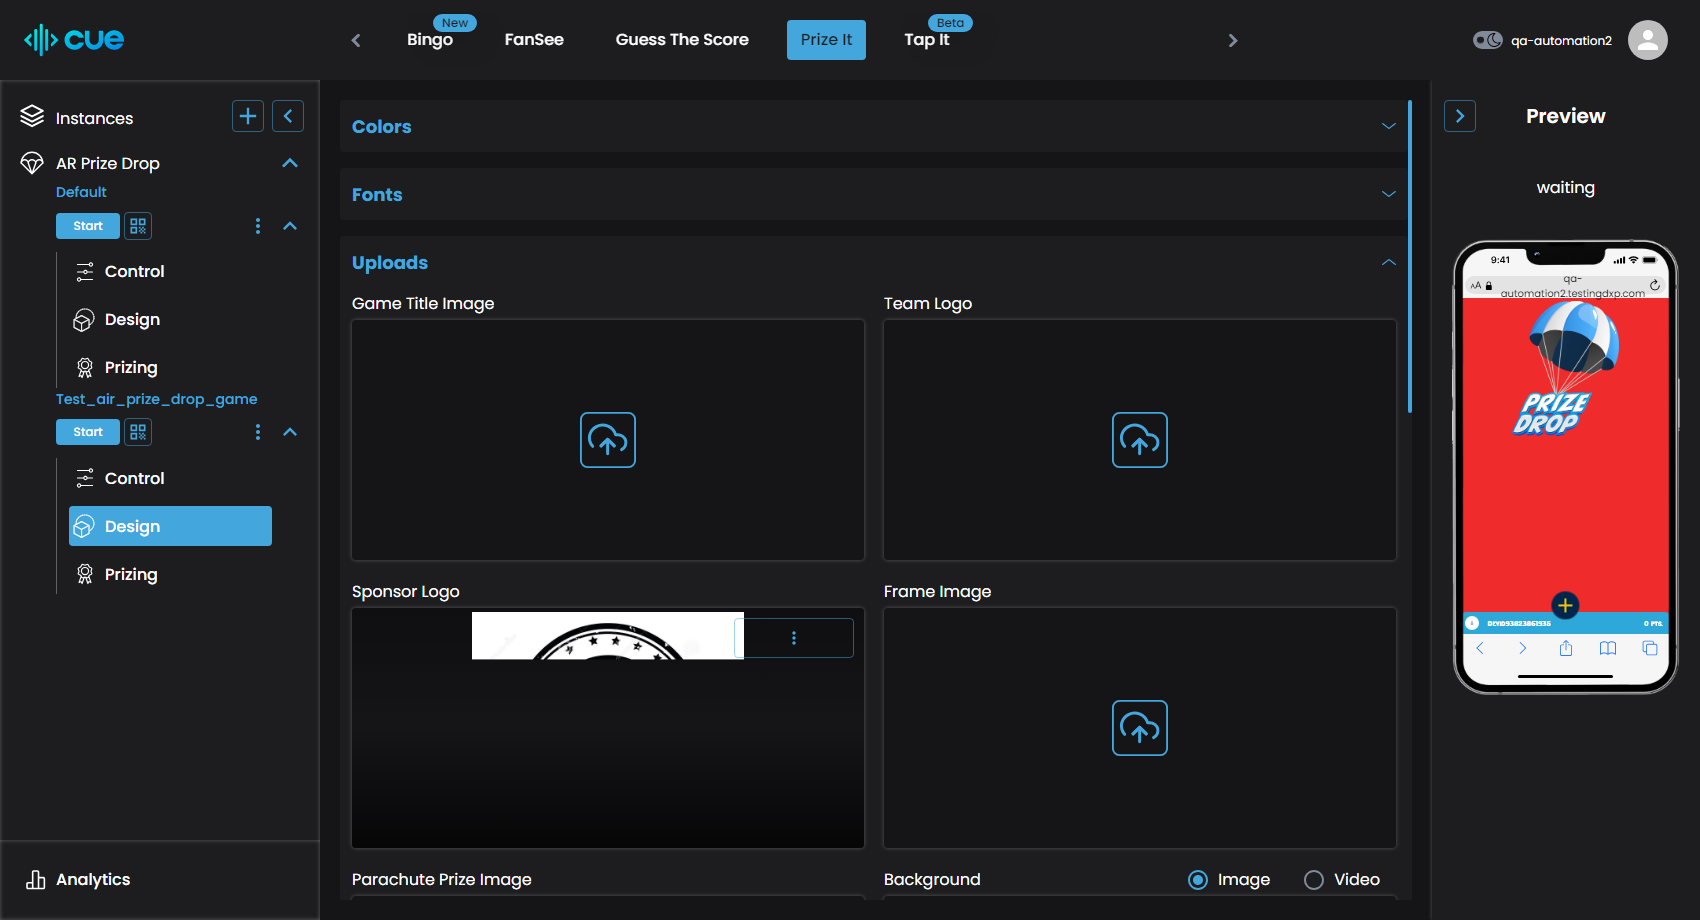 cue
New
Bingo
FanSee
Guess The Score
Prize It
Beta
Tap It
qa-automation2
Instances
AR Prize Drop
Default
Start
Control
Design
Prizing
Test_air_prize_drop_game
Start
Control
Design
Prizing
Analytics
Colors
Fonts
Uploads
Game Title Image
Team Logo
Sponsor Logo
Frame Image
Parachute Prize Image
Background
Image
Video
Preview
waiting
9:41
AA
qa-
automation2.testingdxp.com
PRIZE
DROP
0 PTS.